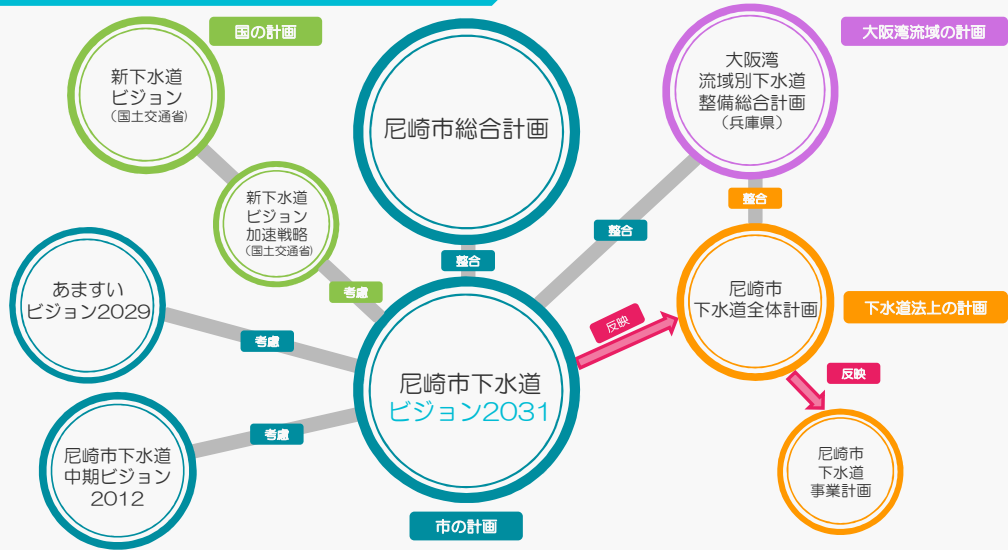 国の計画
新下水道
ビジョン
（国土交通省）
新下水道
ビジョン
加速戦略
（国土交通省）
考慮
尼崎市総合計画
整合
大阪湾流域の計画
大阪湾
流域別下水道
整備総合計画
（兵庫県）
整合
整合
あますい
ビジョン2029
考慮
尼崎市下水道
中期ビジョン
2012
考慮
尼崎市下水道
ビジョン2031
市の計画
反映
尼崎市
下水道全体計画
下水道法上の計画
反映
尼崎市
下水道
事業計画